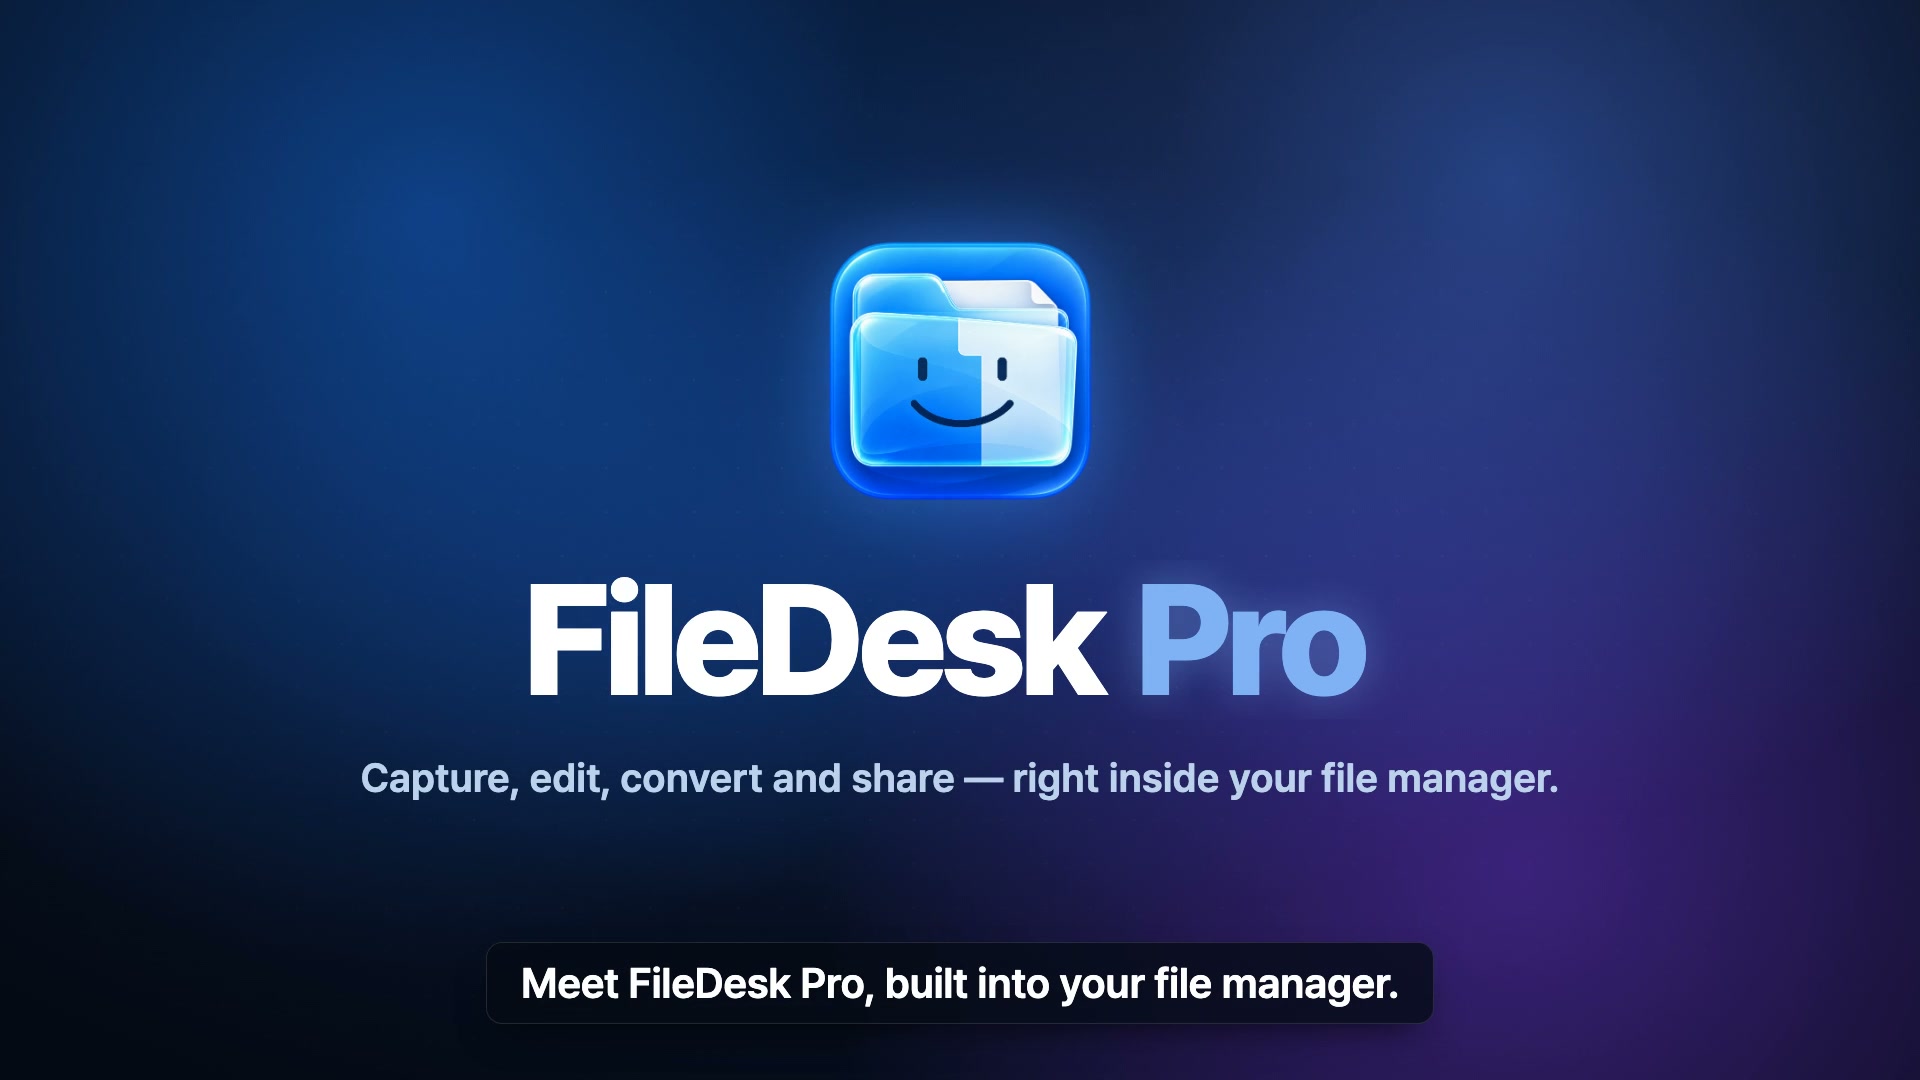 FileDesk Pro
Capture, edit, convert and share — right inside your file manager.
Meet FileDesk Pro, built into your file manager.